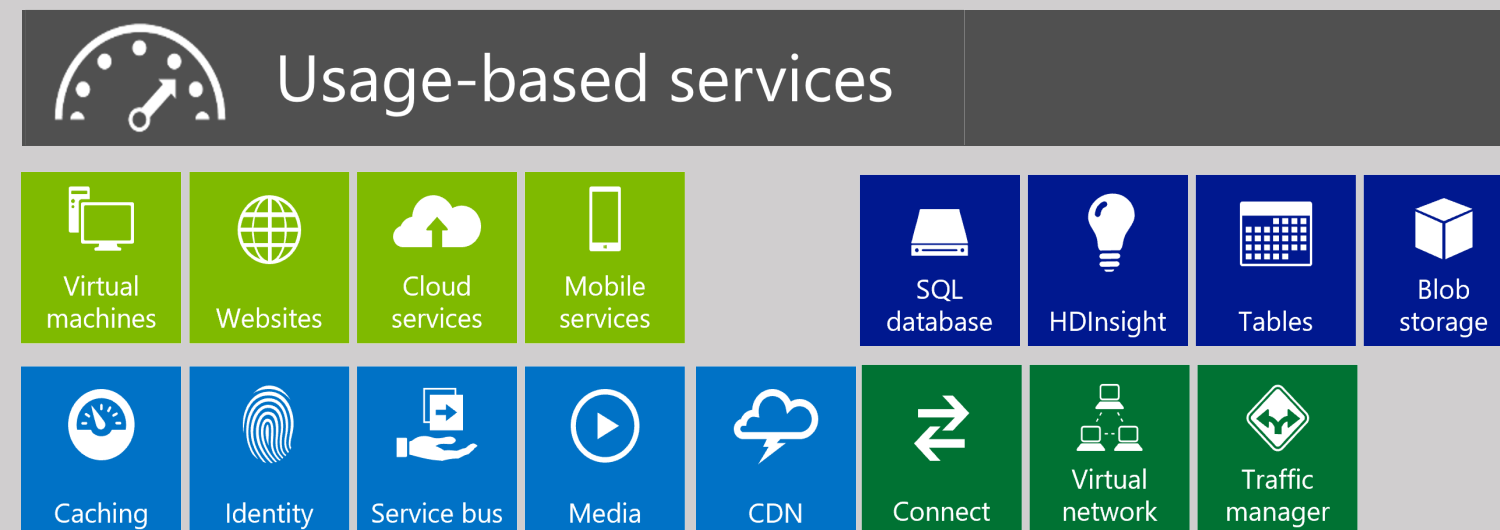 Usage-based services
Virtual
machines
Websites
Cloud
services
Mobile
services
SQL
database
HDInsight
Tables
Blob
storage
Caching
Identity
Service bus
Media
CDN
Connect
Virtual
network
Traffic
manager